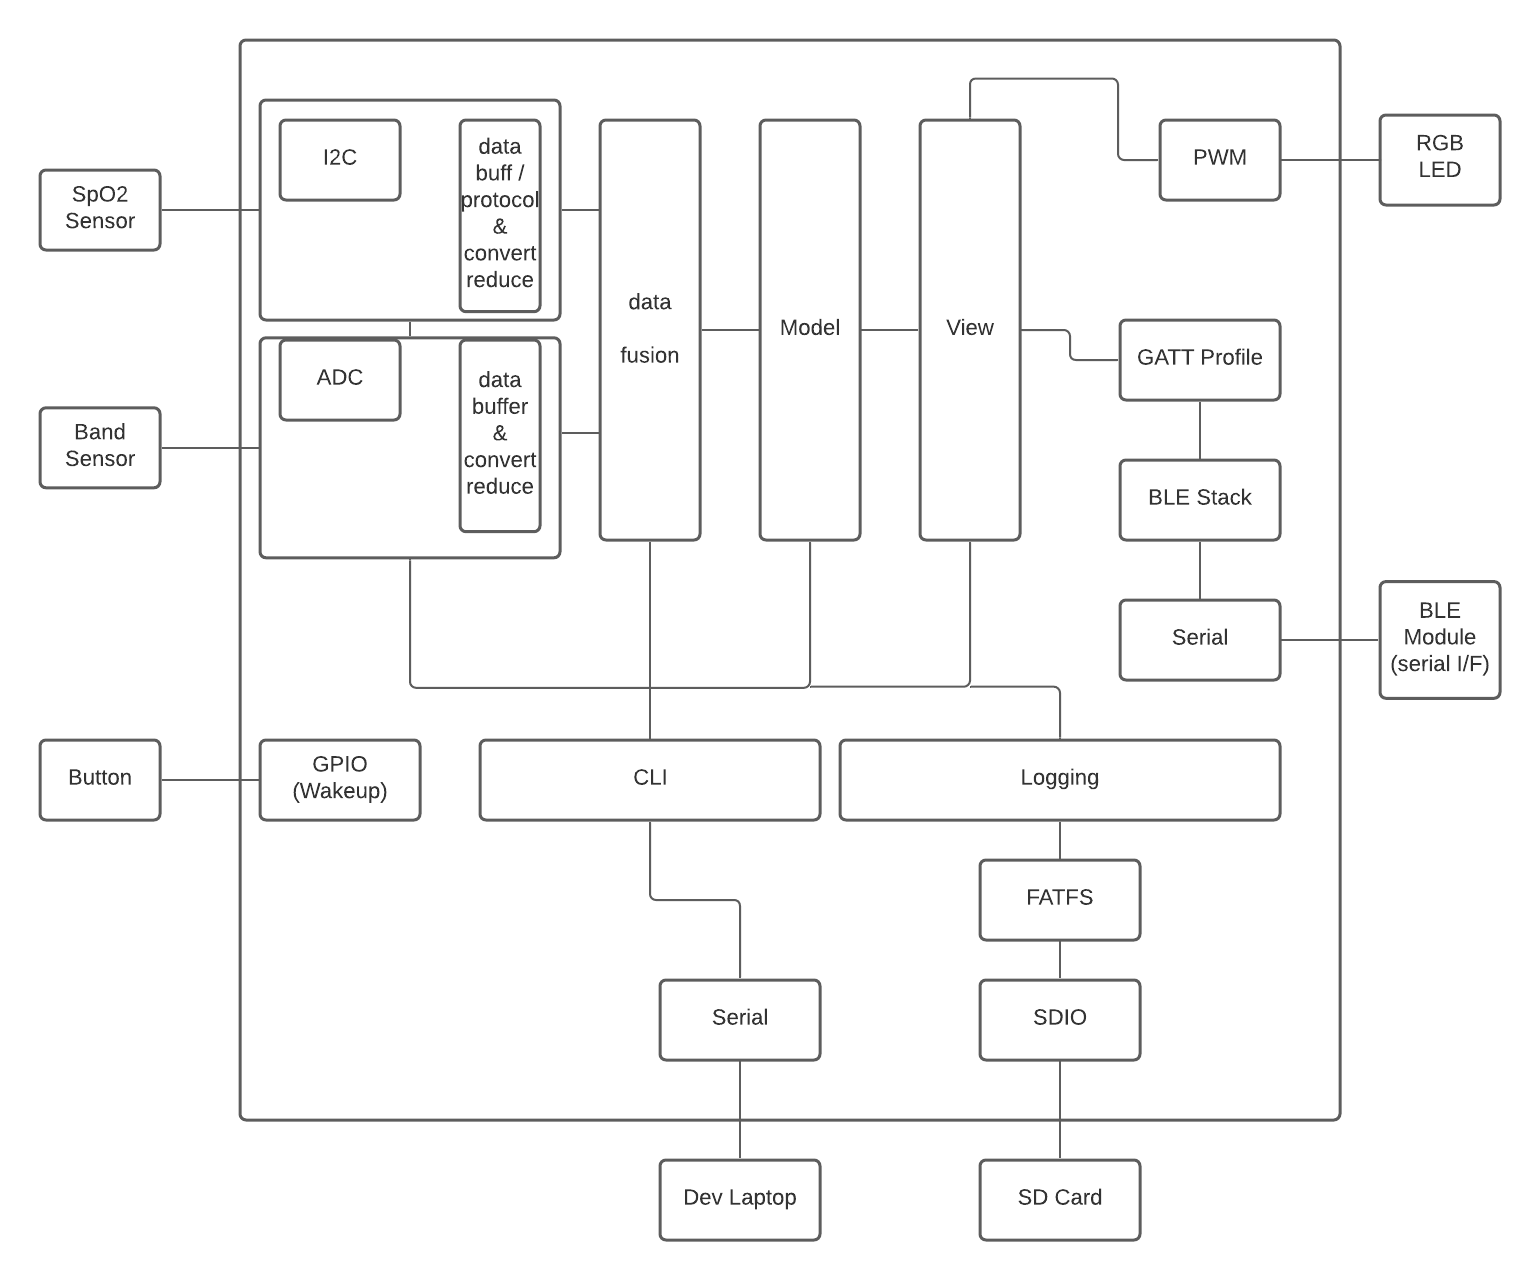 SpO2
Sensor
I2C
data
buff /
protocol
&
convert
reduce
Band
Sensor
ADC
data
buffer
&
convert
reduce
data
fusion
Model
View
PWM
RGB
LED
GATT Profile
BLE Stack
Serial
BLE
Module
(serial I/F)
Button
GPIO
(Wakeup)
CLI
Logging
FATFS
Serial
SDIO
Dev Laptop
SD Card